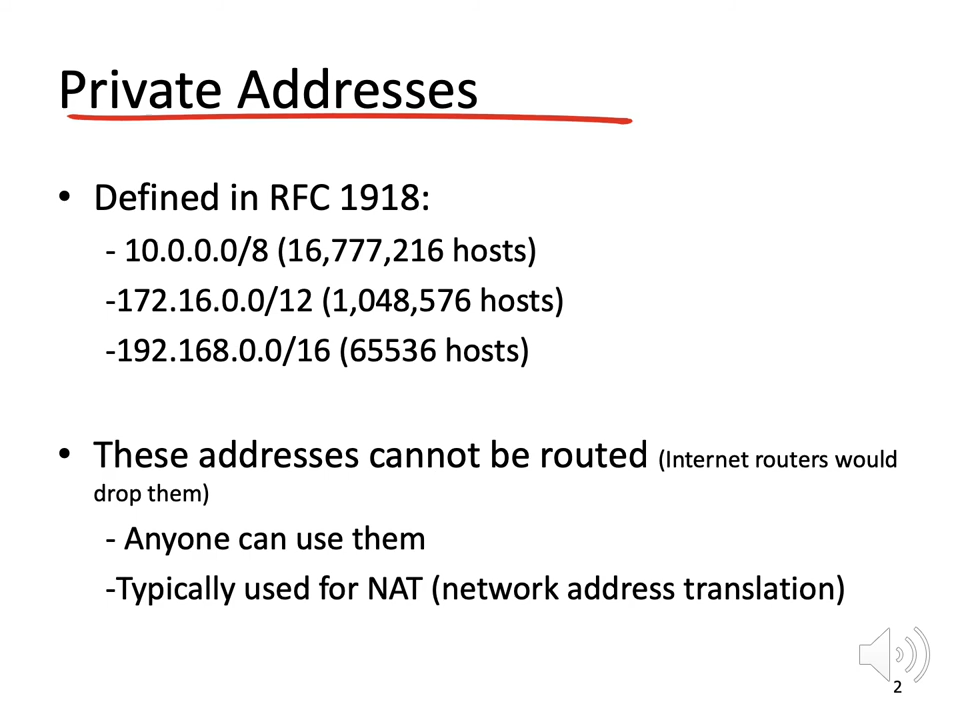 Private Addresses
• Defined in RFC 1918:
- 10.0.0.0/8 (16,777,216 hosts)
-172.16.0.0/12 (1,048,576 hosts)
-192.168.0.0/16 (65536 hosts)
• These addresses cannot be routed (Internet routers would
drop them)
- Anyone can use them
-Typically used for NAT (network address translation)
2